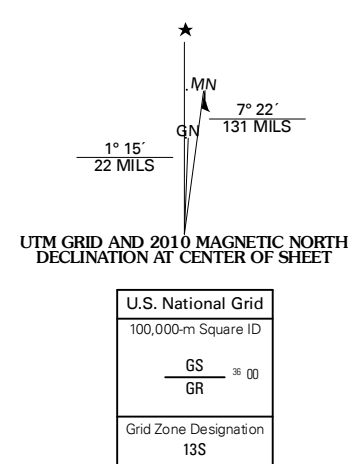 ★
MN
7° 22´
131 MILS
GN
1° 15´
22 MILS
UTM GRID AND 2010 MAGNETIC NORTH
DECLINATION AT CENTER OF SHEET
U.S. National Grid
100,000-m Square ID
GS
36 00
GR
Grid Zone Designation
13S